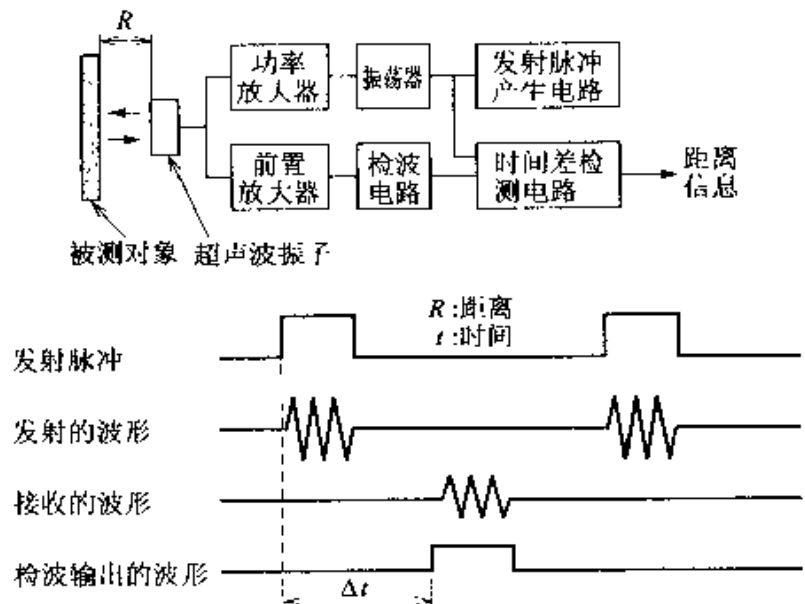 R
功率
放大器
振荡器
发射脉冲
产生电路
前置
放大器
检波
电路
时间差检
测电路
距离
信息
被测对象
超声波振子
R:距离
t:时间
发射脉冲
发射的波形
接收的波形
检波输出的波形
Δt